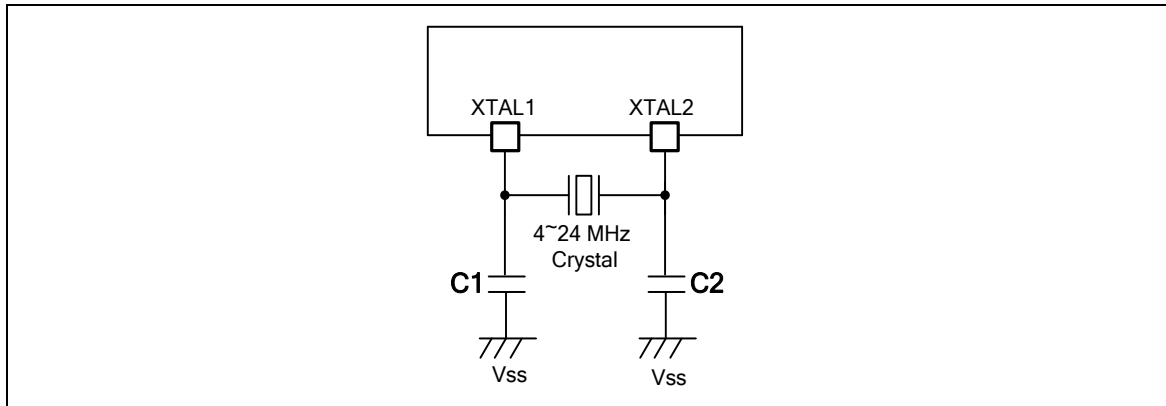 XTAL1 XTAL2
4~24 MHz
Crystal
C1 C2
Vss Vss